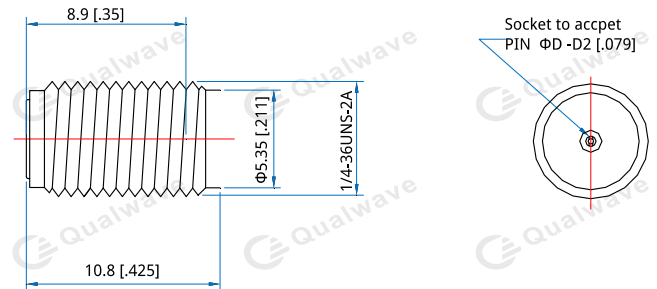 8.9 [.35]
Socket to accpet
PIN ΦD -D2 [.079]
Φ5.35 [.211]
1/4-36UNS-2A
10.8 [.425]
Qualwave
Qualwave
Qualwave
Qualwave
Qualwave
Qualwave